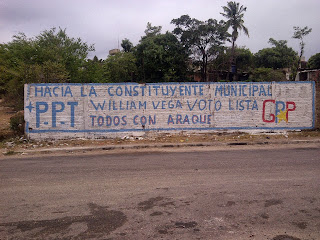 HACIA LA CONSTITUYENTE MUNICIPAL
+PPT WILLIAM VEGA VOTO LISTA GPP
TODOS CON ARAQUE